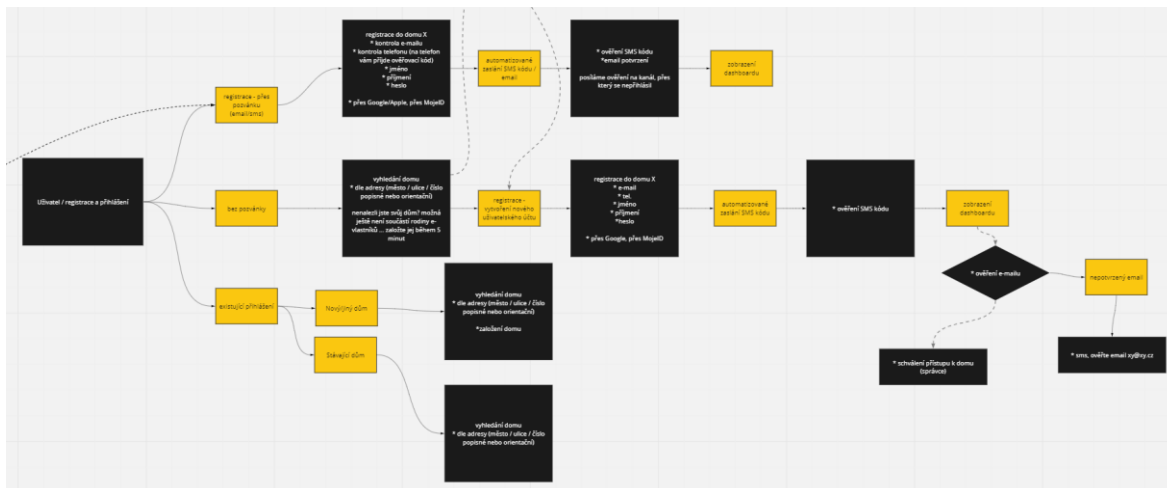 registrace do domu X
* kontrola e-mailu
* kontrola telefonu (na telefon
vám přijde ověřovací kód)
* jméno
* příjmení
* heslo
* přes Google/Apple, přes MojeID
automatizované
zaslání SMS kódu /
email
* ověření SMS kódu
*email potvrzení
posíláme ověření na kanál, přes
který se nepřihlásil
zobrazení
dashboardu
registrace - přes
pozvánku
(email/zmz)
Uživatel / registrace a přihlášení
bez pozvánky
vyhledání domu
* dle adresy (město / ulice / číslo
popisné nebo orientační)
nenalezli jste svůj dům? možná
ještě není součástí rodiny e-
vlastníků ... založte jej během 5
minut
registrace -
vytvoření nového
uživatelského účtu
registrace do domu X
* e-mail
* tel.
* jméno
* příjmení
*heslo
* přes Google, přes MojeID
automatizované
zaslání SMS kódu
* ověření SMS kódu
zobrazení
dashboardu
* ověření e-mailu
nepotvrzený email
existující přihlášení
Nový/jiný dům
vyhledání domu
* dle adresy (město / ulice / číslo
popisné nebo orientační)
*založení domu
Stávající dům
* schválení přístupu k domu
(správce)
* sms, ověřte email xy@xy.cz
vyhledání domu
* dle adresy (město / ulice / číslo
popisné nebo orientační)